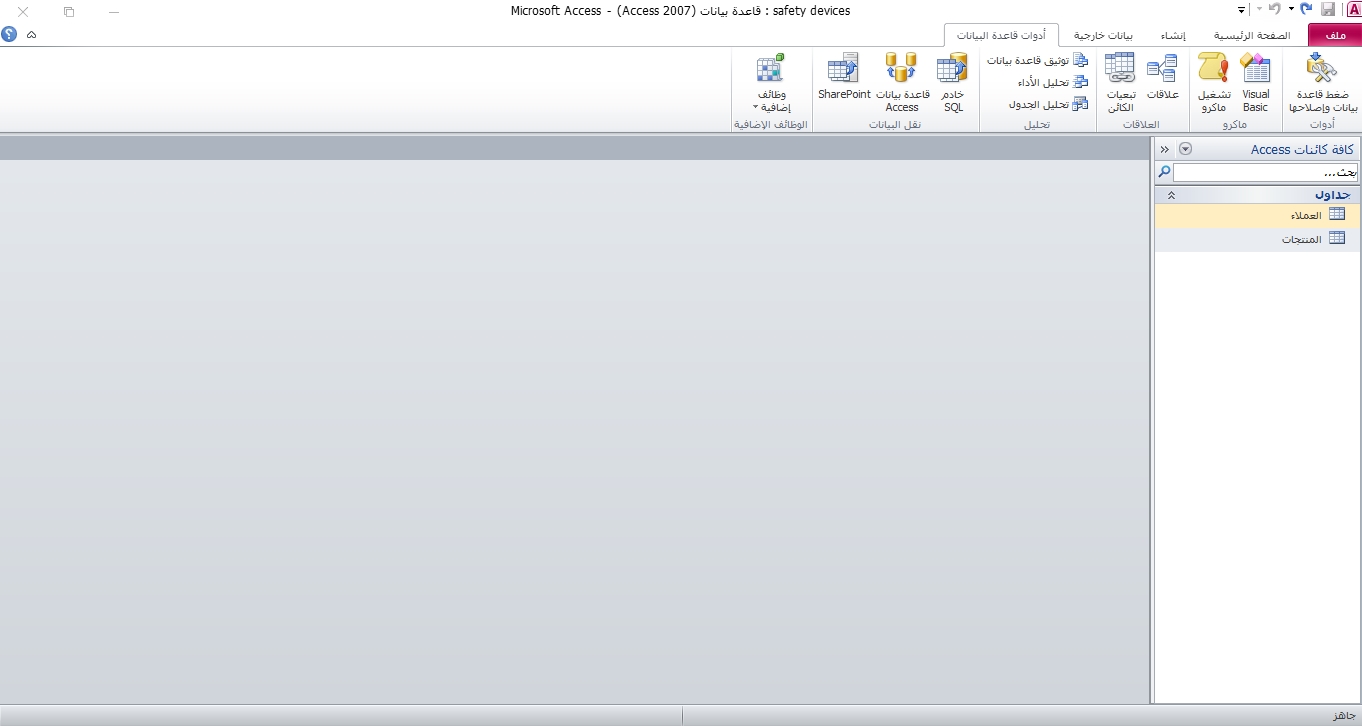 safety devices : قاعدة بيانات (Access 2007) - Microsoft Access
ملف
الصفحة الرئيسية
إنشاء
بيانات خارجية
أدوات قاعدة البيانات
ضغط قاعدة
بيانات وإصلاحها
أدوات
Visual
Basic
تشغيل
ماكرو
ماكرو
علاقات
تبعيات
الكائن
العلاقات
توثيق قاعدة بيانات
تحليل الأداء
تحليل الجدول
تحليل
خادم
SQL
قاعدة بيانات
Access
SharePoint
نقل البيانات
وظائف
إضافية
الوظائف الإضافية
كافة كائنات Access
بحث...
جداول
العملاء
المنتجات
جاهز